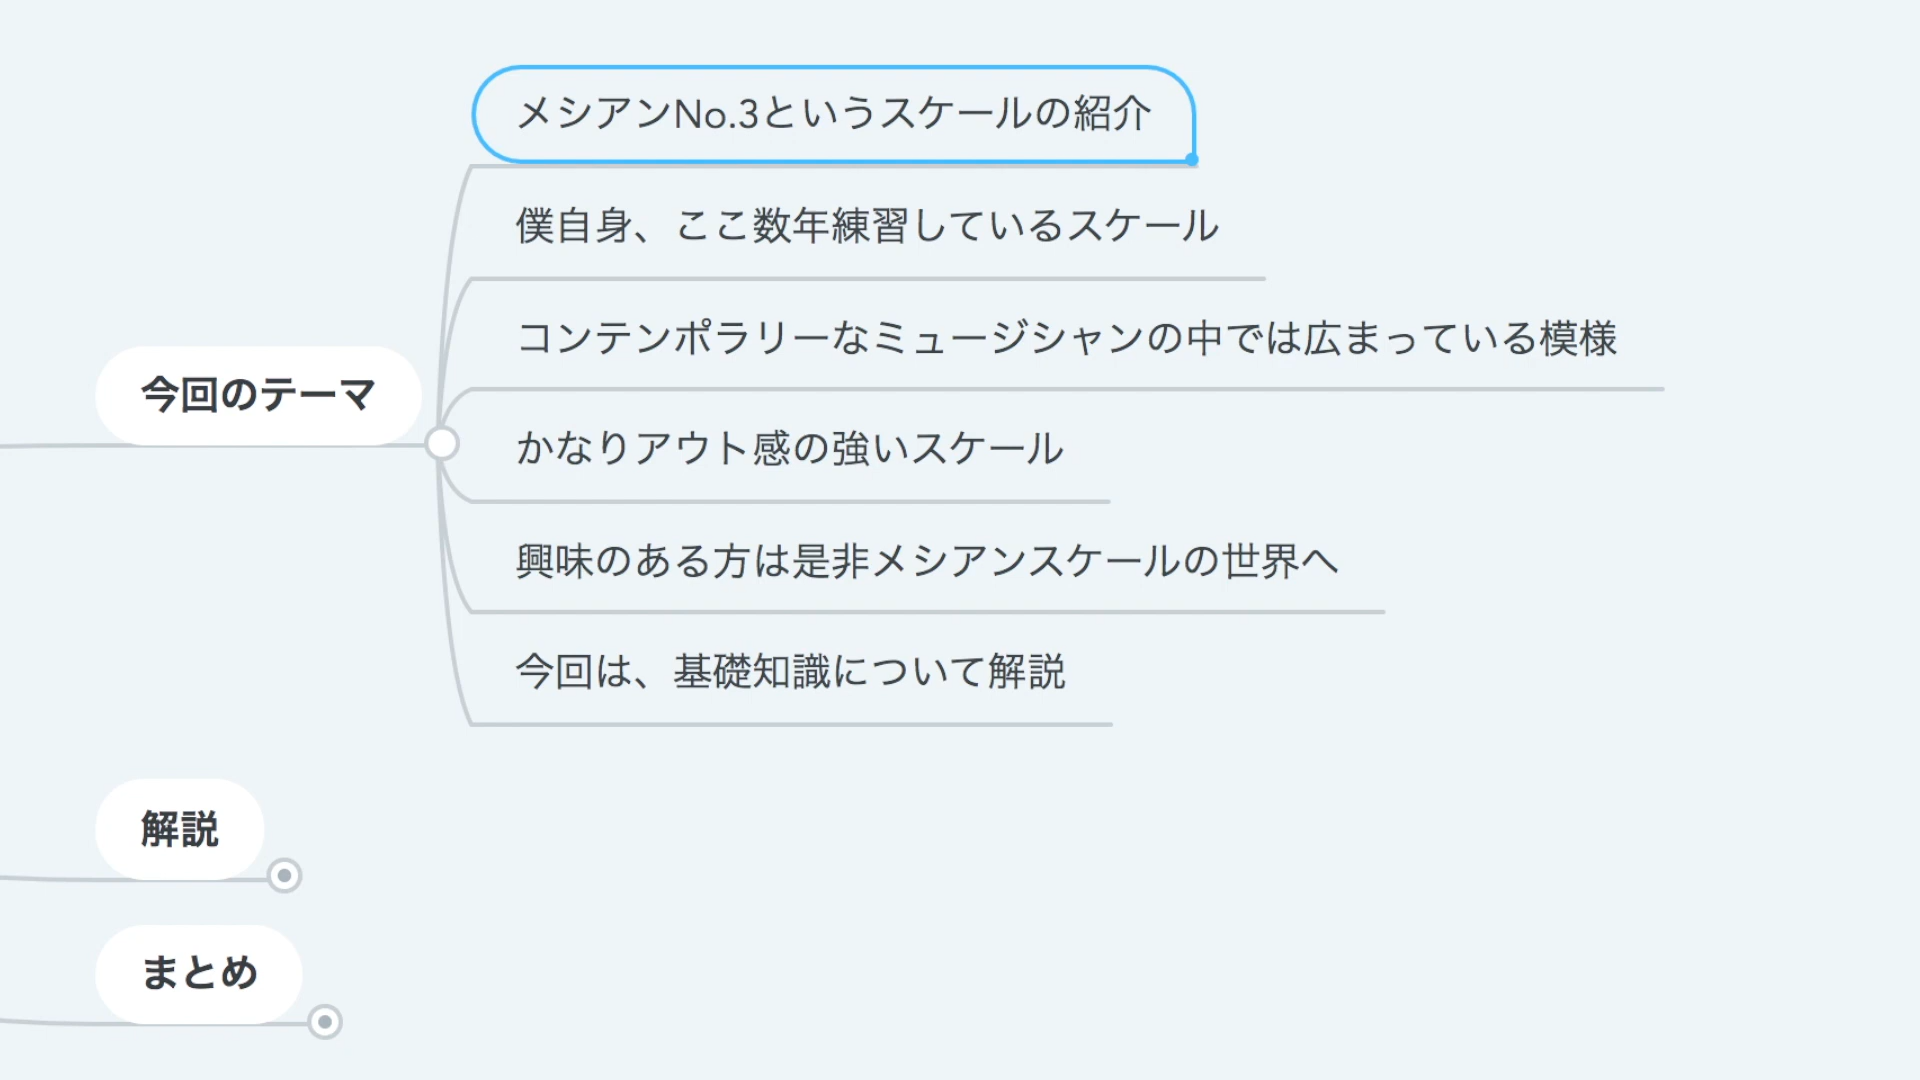 今回のテーマ
メシアンNo.3というスケールの紹介
僕自身、ここ数年練習しているスケール
コンテンポラリーなミュージシャンの中では広まっている模様
かなりアウト感の強いスケール
興味のある方は是非メシアンスケールの世界へ
今回は、基礎知識について解説
解説
まとめ